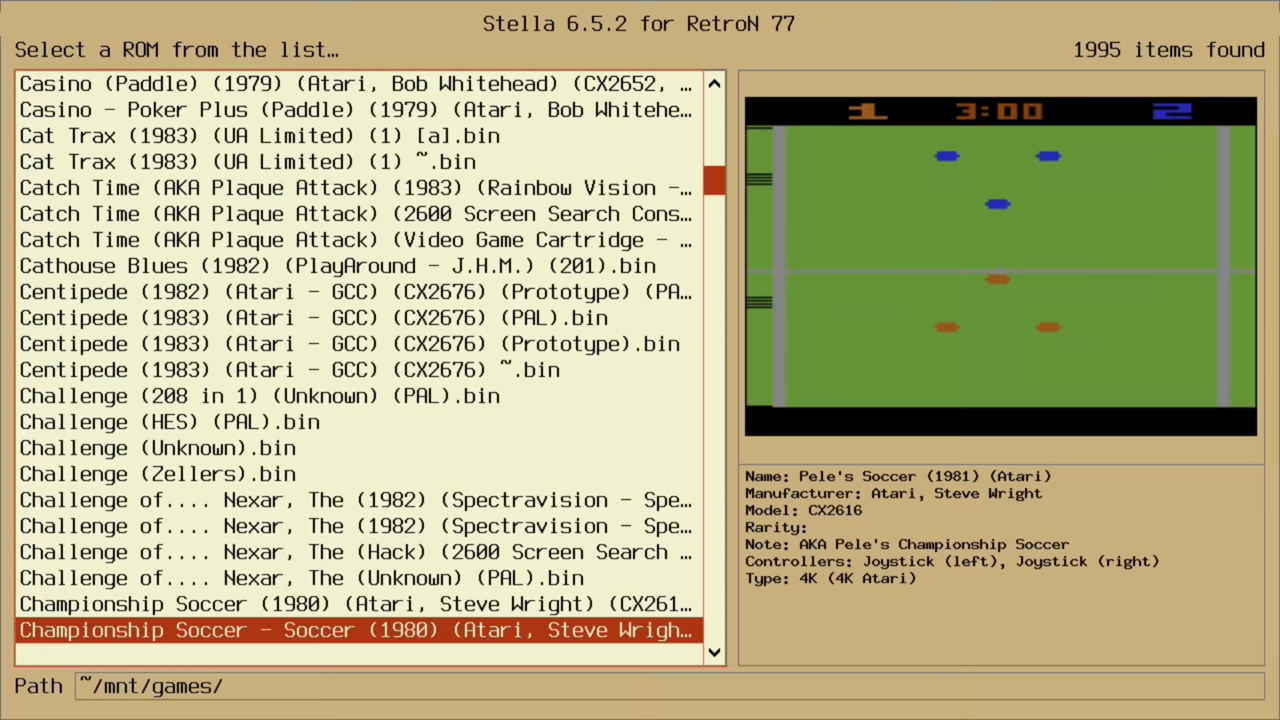 Stella 6.5.2 for RetroN 77
Select a ROM from the list…
1995 items found
Casino (Paddle) (1979) (Atari, Bob Whitehead) (CX2652, …
Casino - Poker Plus (Paddle) (1979) (Atari, Bob Whitehe…
Cat Trax (1983) (UA Limited) (1) [a].bin
Cat Trax (1983) (UA Limited) (1) ~.bin
Catch Time (AKA Plaque Attack) (1983) (Rainbow Vision -…
Catch Time (AKA Plaque Attack) (2600 Screen Search Cons…
Catch Time (AKA Plaque Attack) (Video Game Cartridge - …
Cathouse Blues (1982) (PlayAround - J.H.M.) (201).bin
Centipede (1982) (Atari - GCC) (CX2676) (Prototype) (PA…
Centipede (1983) (Atari - GCC) (CX2676) (PAL).bin
Centipede (1983) (Atari - GCC) (CX2676) (Prototype).bin
Centipede (1983) (Atari - GCC) (CX2676) ~.bin
Challenge (208 in 1) (Unknown) (PAL).bin
Challenge (HES) (PAL).bin
Challenge (Unknown).bin
Challenge (Zellers).bin
Challenge of.... Nexar, The (1982) (Spectravision - Spe…
Challenge of.... Nexar, The (1982) (Spectravision - Spe…
Challenge of.... Nexar, The (Hack) (2600 Screen Search …
Challenge of.... Nexar, The (Unknown) (PAL).bin
Championship Soccer (1980) (Atari, Steve Wright) (CX261…
Championship Soccer - Soccer (1980) (Atari, Steve Wrigh…
1 3:00 2
Name: Pele's Soccer (1981) (Atari)
Manufacturer: Atari, Steve Wright
Model: CX2616
Rarity:
Note: AKA Pele's Championship Soccer
Controllers: Joystick (left), Joystick (right)
Type: 4K (4K Atari)
Path ~/mnt/games/